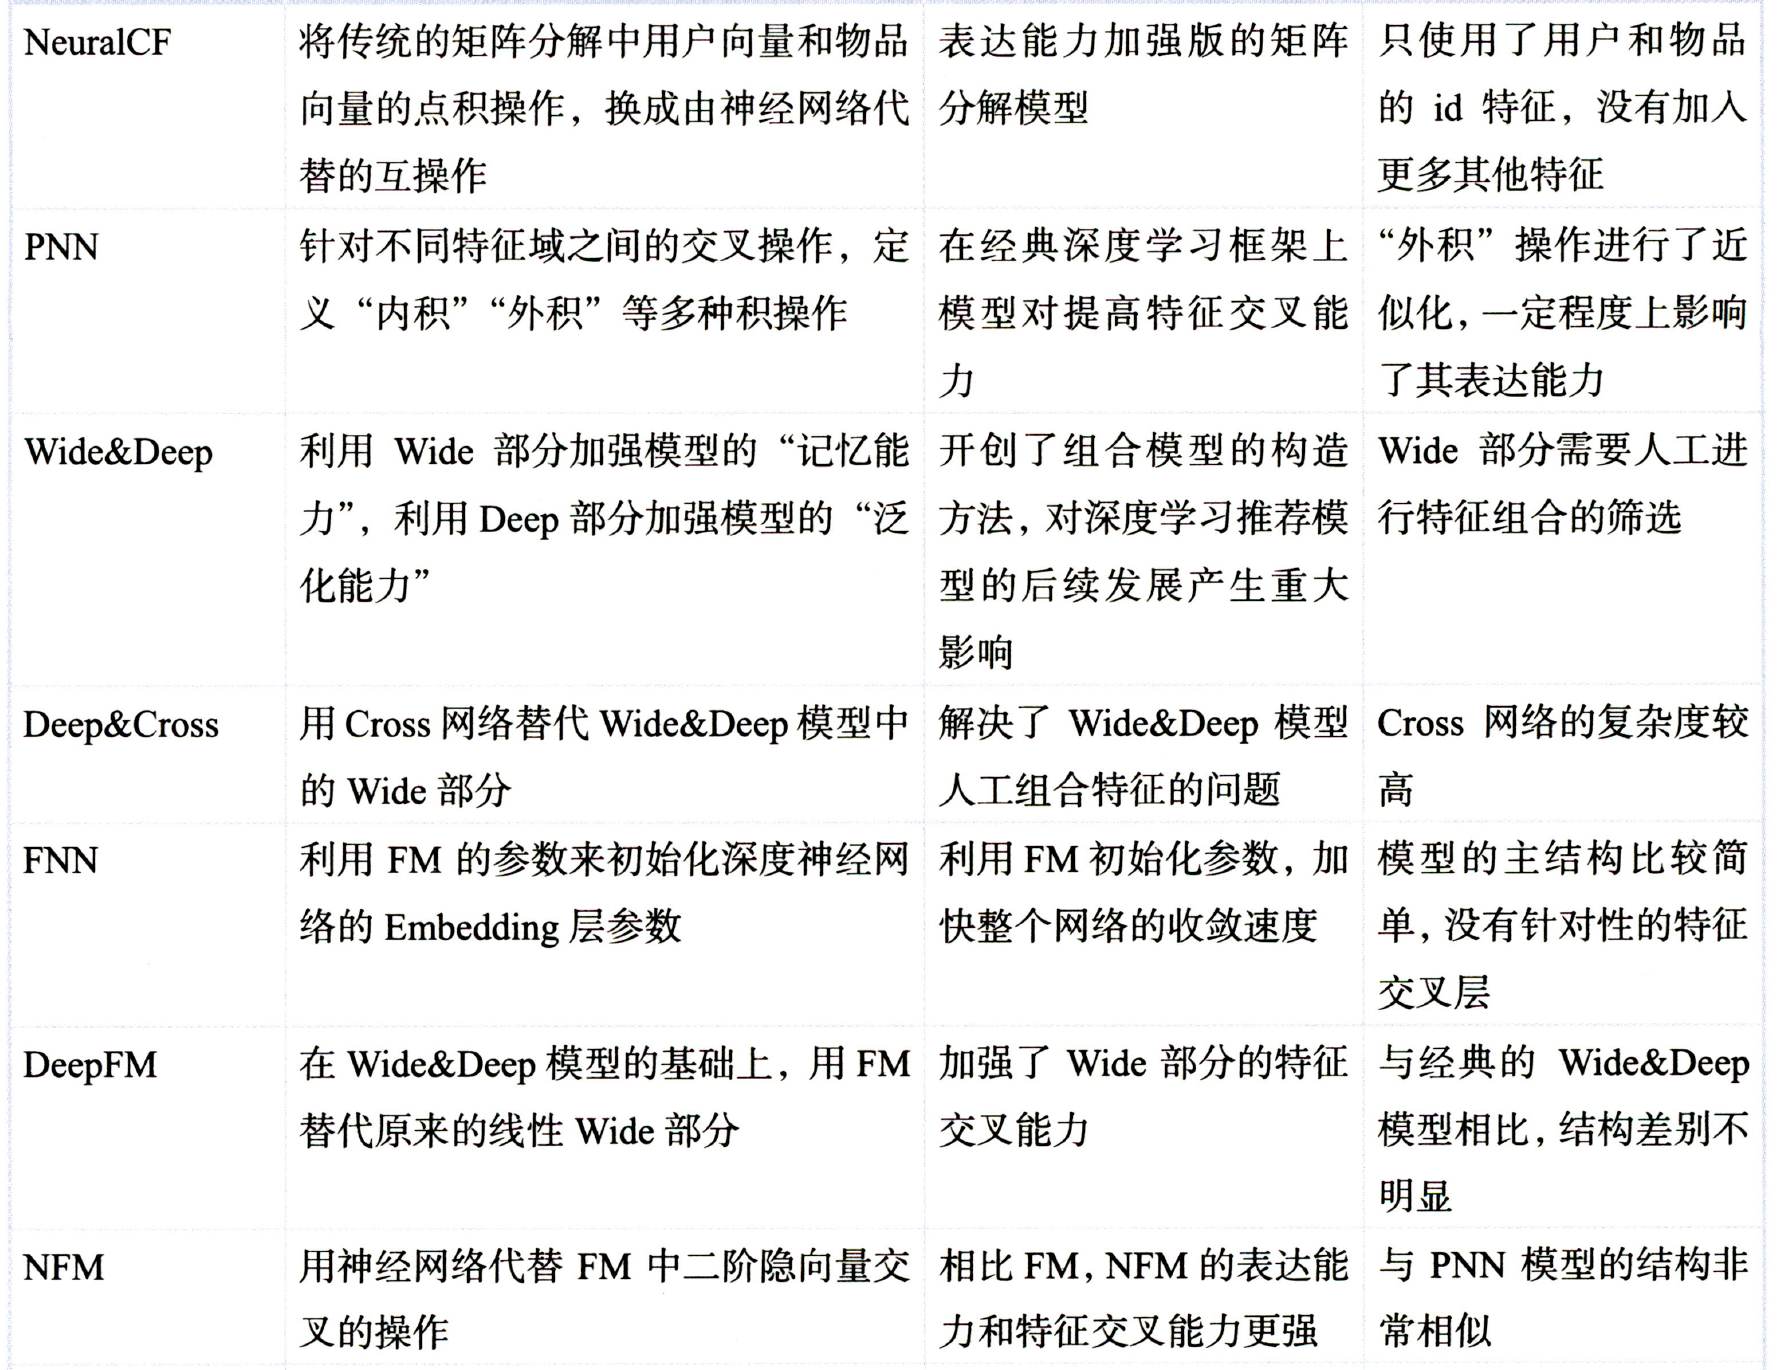 NeuralCF
将传统的矩阵分解中用户向量和物品
向量的点积操作，换成由神经网络代
替的互操作
表达能力加强版的矩阵
分解模型
只使用了用户和物品
的 id 特征，没有加入
更多其他特征
PNN
针对不同特征域之间的交叉操作，定
义“内积”“外积”等多种积操作
在经典深度学习框架上
模型对提高特征交叉能
力
“外积”操作进行了近
似化，一定程度上影响
了其表达能力
Wide&Deep
利用 Wide 部分加强模型的“记忆能
力”，利用 Deep 部分加强模型的“泛
化能力”
开创了组合模型的构造
方法，对深度学习推荐模
型的后续发展产生重大
影响
Wide 部分需要人工进
行特征组合的筛选
Deep&Cross
用 Cross 网络替代 Wide&Deep 模型中
的 Wide 部分
解决了 Wide&Deep 模型
人工组合特征的问题
Cross 网络的复杂度较
高
FNN
利用 FM 的参数来初始化深度神经网
络的 Embedding 层参数
利用 FM 初始化参数，加
快整个网络的收敛速度
模型的主结构比较简
单，没有针对性的特征
交叉层
DeepFM
在 Wide&Deep 模型的基础上，用 FM
替代原来的线性 Wide 部分
加强了 Wide 部分的特征
交叉能力
与经典的 Wide&Deep
模型相比，结构差别不
明显
NFM
用神经网络代替 FM 中二阶隐向量交
叉的操作
相比 FM，NFM 的表达能
力和特征交叉能力更强
与 PNN 模型的结构非
常相似